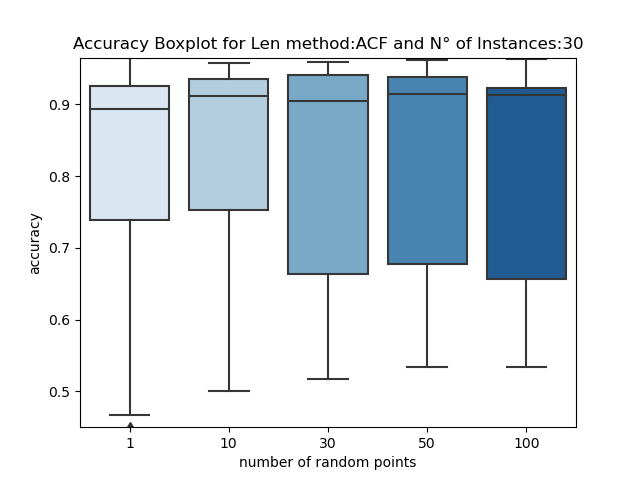 Accuracy Boxplot for Len method:ACF and N° of Instances:30
accuracy
0.9
0.8
0.7
0.6
0.5
1 10 30 50 100
number of random points